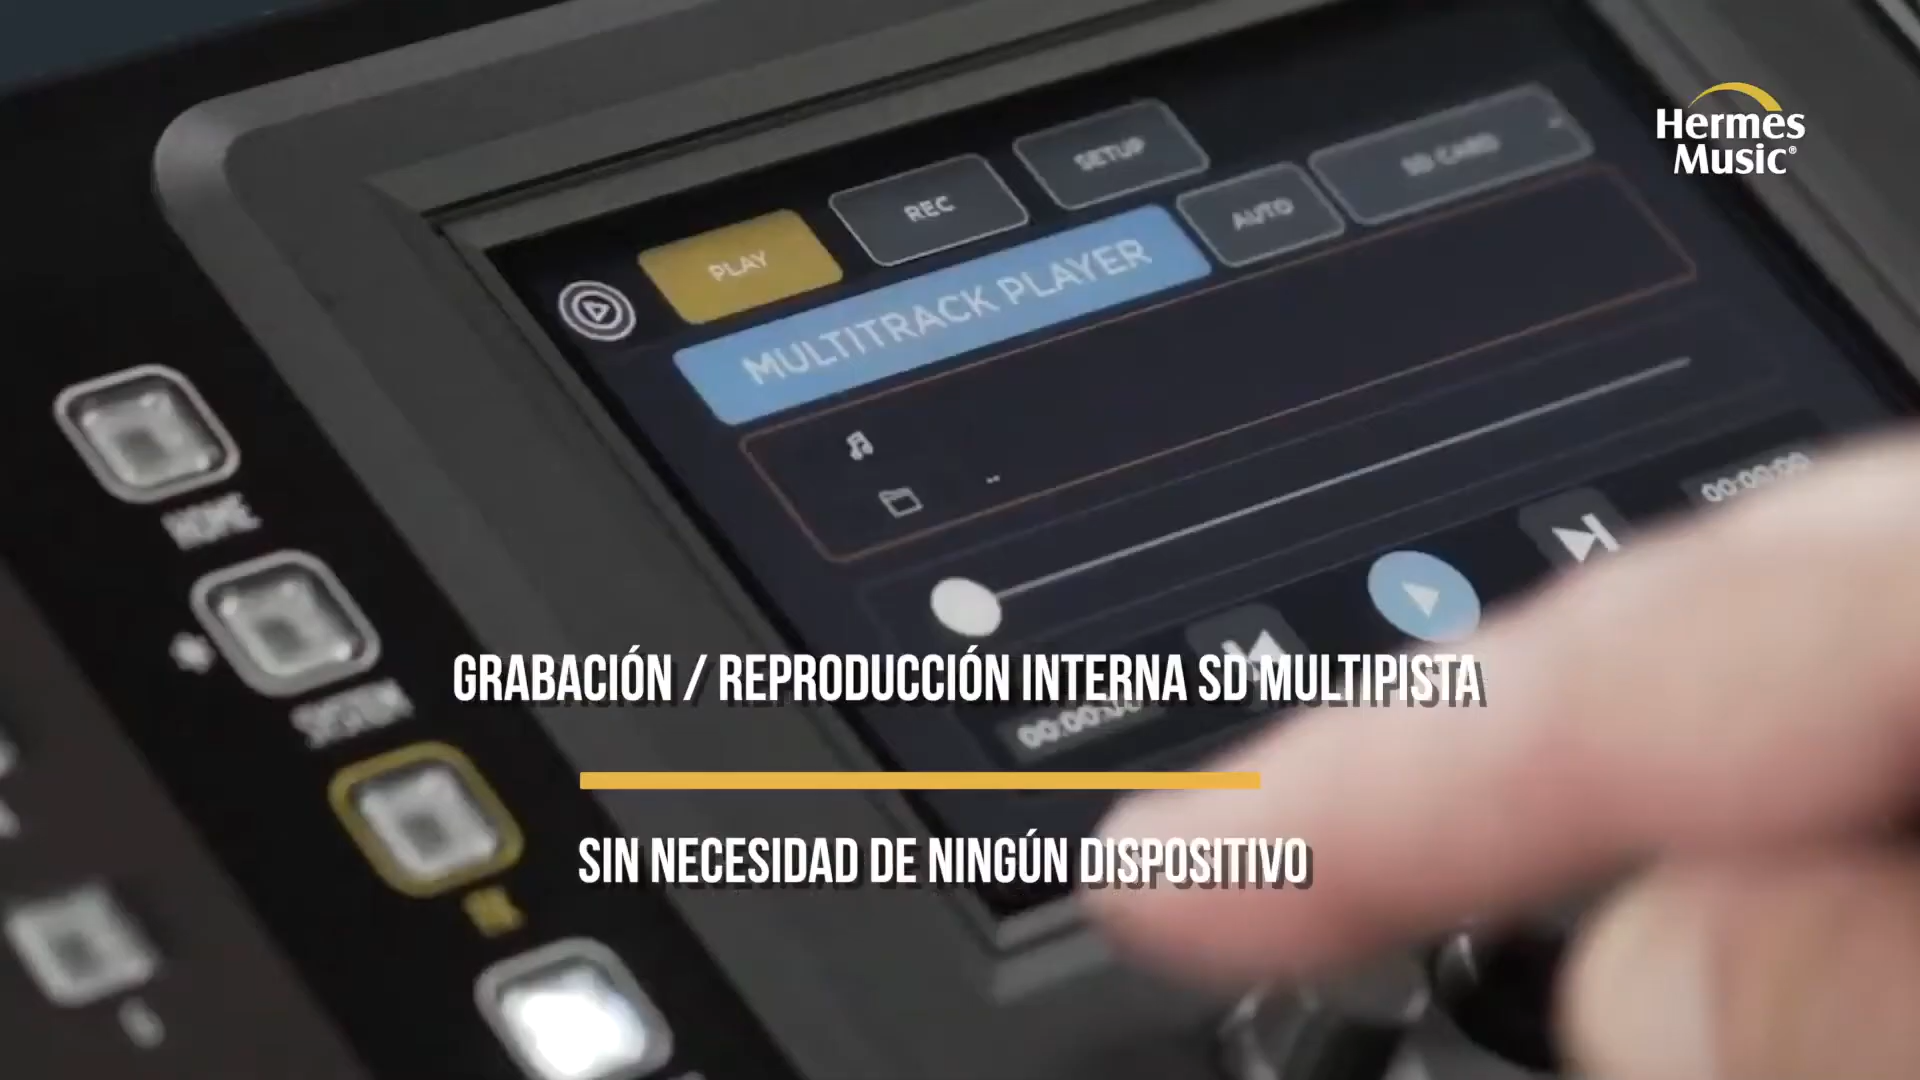 Hermes
Music®
SETUP
SD CARD
REC
AUTO
PLAY
MULTITRACK PLAYER
..
00:00:00
HOME
GRABACIÓN / REPRODUCCIÓN INTERNA SD MULTIPISTA
SYSTEM
SIN NECESIDAD DE NINGÚN DISPOSITIVO